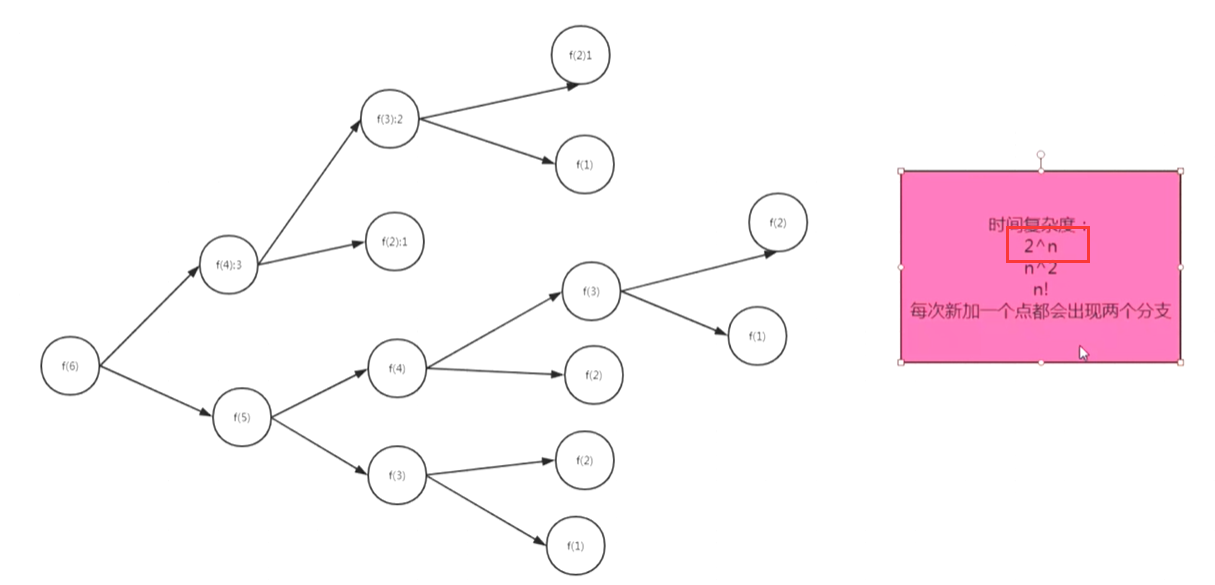 f(2)1
f(3):2
f(1)
f(2):1
f(4):3
f(2)
f(3)
f(1)
f(6)
f(4)
f(2)
f(5)
f(3)
f(2)
f(1)
时间复杂度：
2^n
n^2
n!
每次新加一个点都会出现两个分支